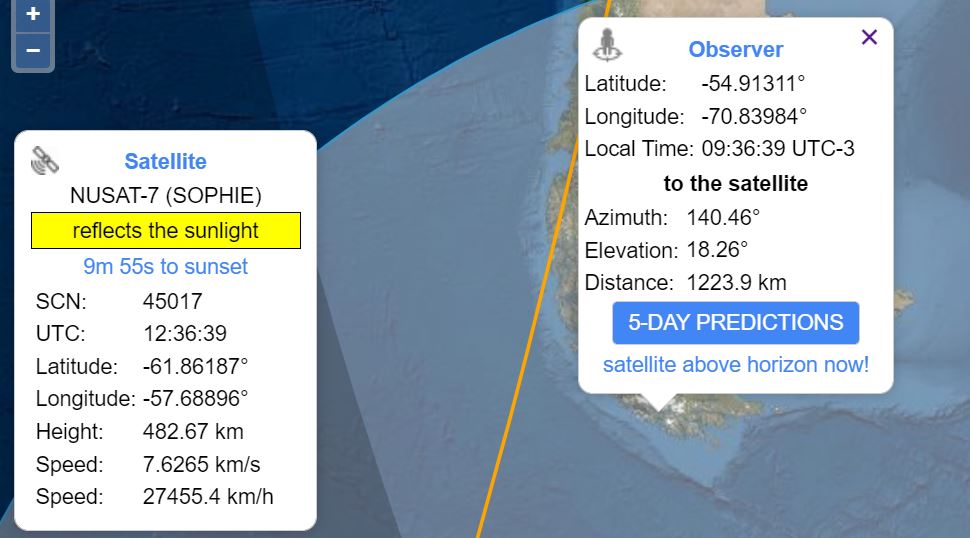 +
−
Satellite
NUSAT-7 (SOPHIE)
reflects the sunlight
9m 55s to sunset
SCN: 45017
UTC: 12:36:39
Latitude: -61.86187°
Longitude: -57.68896°
Height: 482.67 km
Speed: 7.6265 km/s
Speed: 27455.4 km/h
×
Observer
Latitude: -54.91311°
Longitude: -70.83984°
Local Time: 09:36:39 UTC-3
to the satellite
Azimuth: 140.46°
Elevation: 18.26°
Distance: 1223.9 km
5-DAY PREDICTIONS
satellite above horizon now!